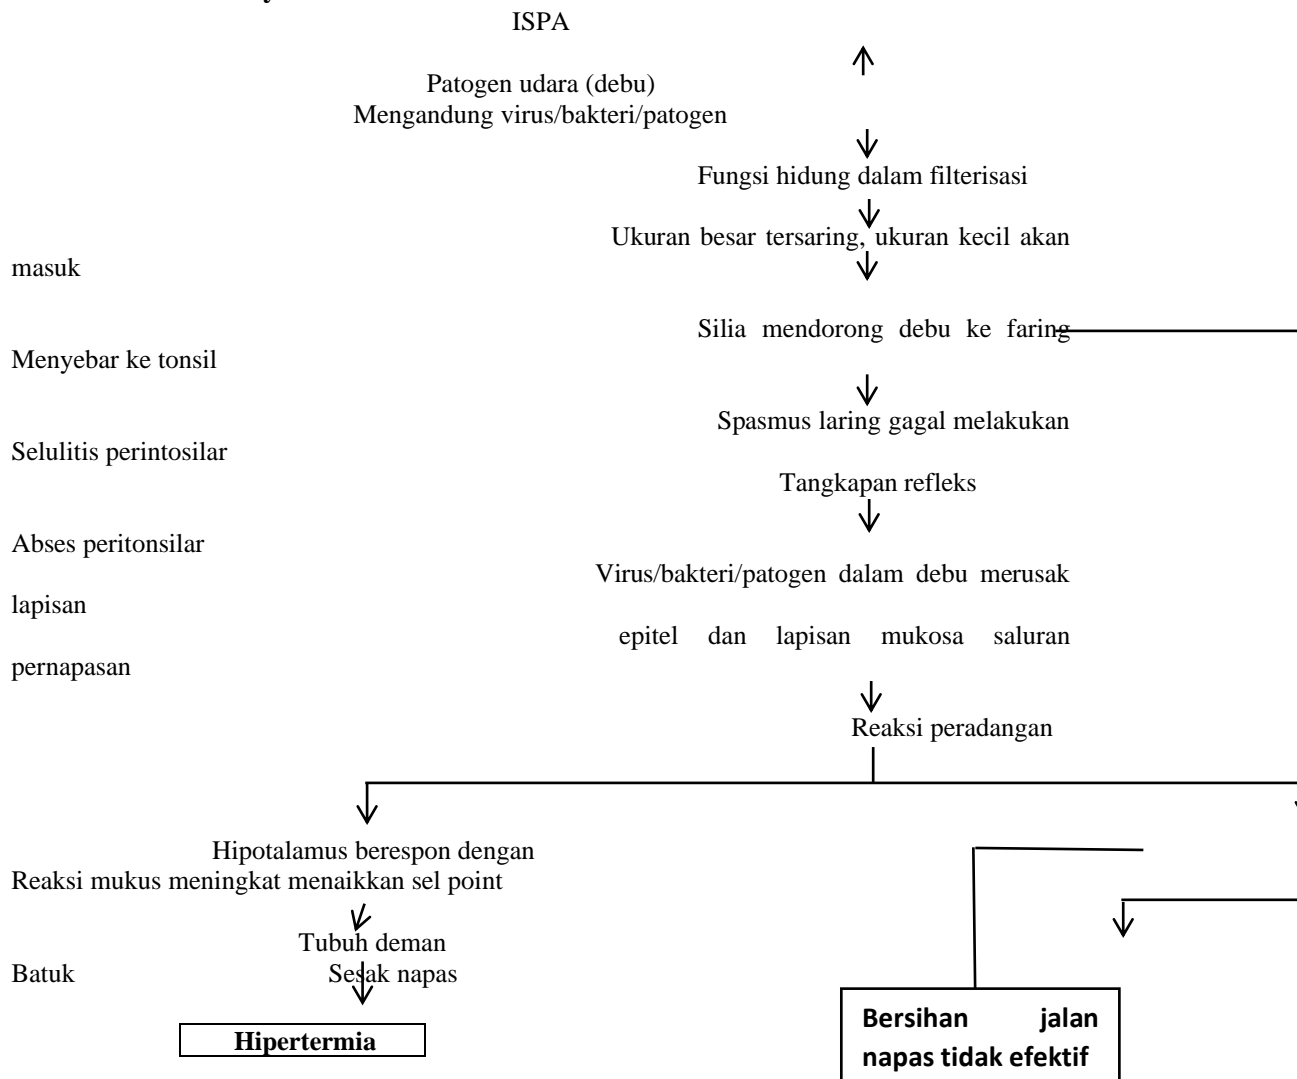 ISPA
Patogen udara (debu)
Mengandung virus/bakteri/patogen
Fungsi hidung dalam filterisasi
Ukuran besar tersaring, ukuran kecil akan
masuk
Silia mendorong debu ke faring
Menyebar ke tonsil
Spasmus laring gagal melakukan
Selulitis perintosilar
Tangkapan refleks
Abses peritonsilar
Virus/bakteri/patogen dalam debu merusak
lapisan
epitel dan lapisan mukosa saluran
pernapasan
Reaksi peradangan
Hipotalamus berespon dengan
Reaksi mukus meningkat menaikkan sel point
Tubuh deman
Batuk Sesak napas
Hipertermia
Bersihan jalan
napas tidak efektif